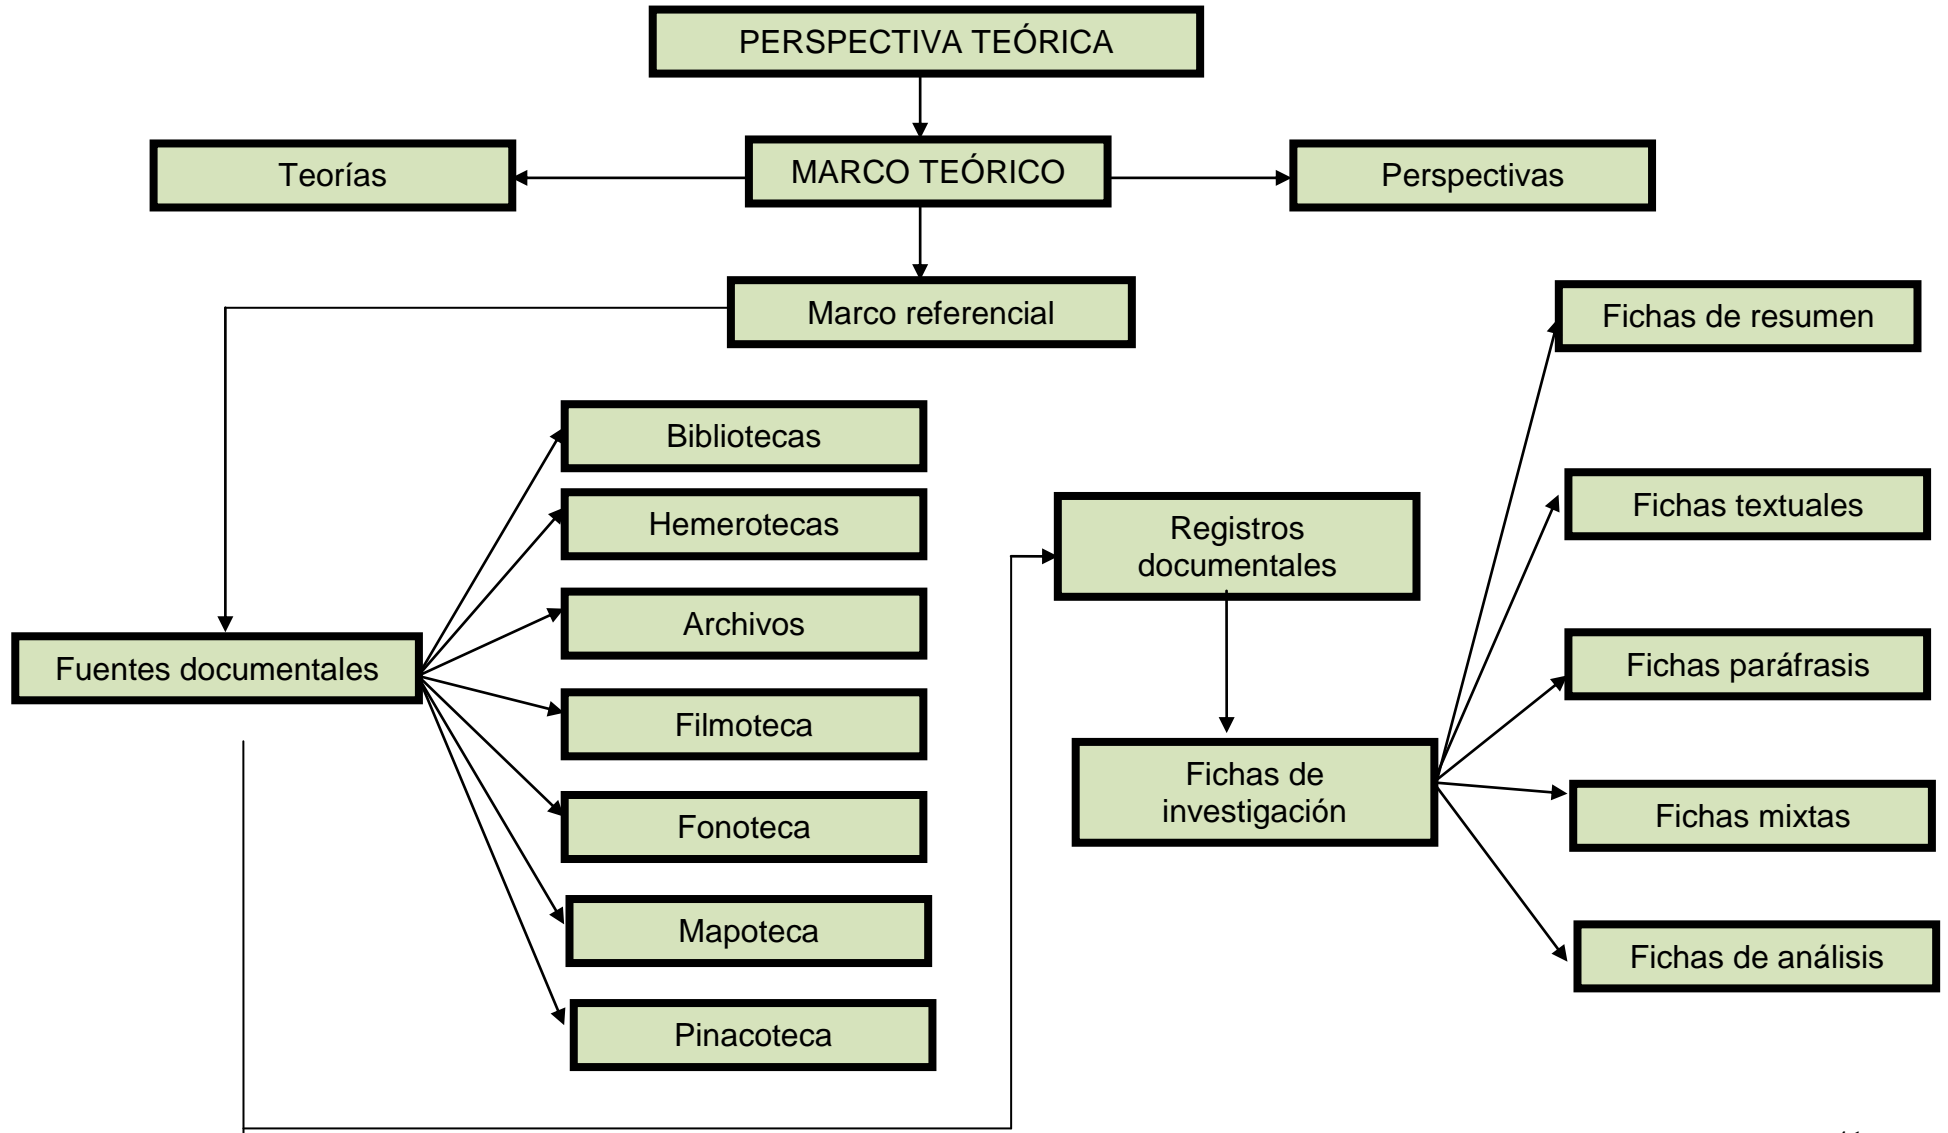 PERSPECTIVA TEÓRICA
Teorías
MARCO TEÓRICO
Perspectivas
Marco referencial
Fuentes documentales
Bibliotecas
Hemerotecas
Archivos
Filmoteca
Fonoteca
Mapoteca
Pinacoteca
Registros
documentales
Fichas de
investigación
Fichas de resumen
Fichas textuales
Fichas paráfrasis
Fichas mixtas
Fichas de análisis